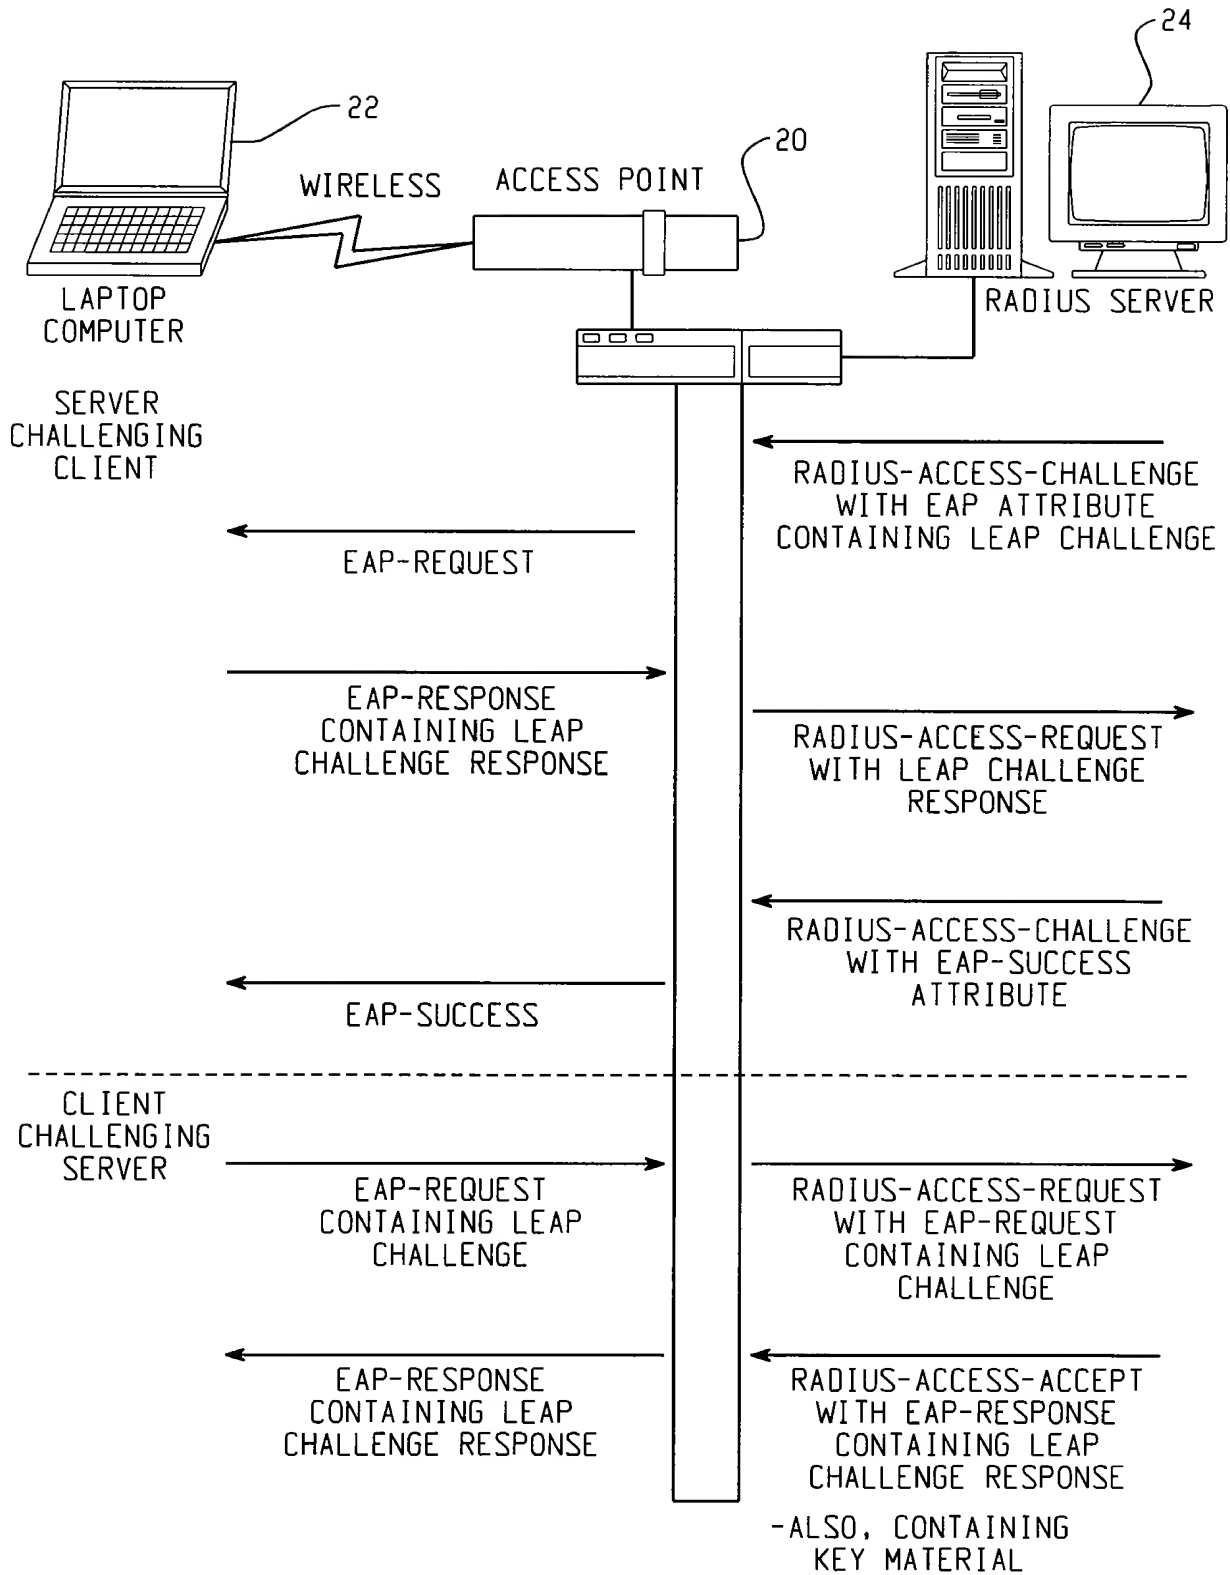 24
22
20
WIRELESS
ACCESS POINT
LAPTOP
COMPUTER
RADIUS SERVER
SERVER
CHALLENGING
CLIENT
RADIUS-ACCESS-CHALLENGE
WITH EAP ATTRIBUTE
CONTAINING LEAP CHALLENGE
EAP-REQUEST
EAP-RESPONSE
CONTAINING LEAP
CHALLENGE RESPONSE
RADIUS-ACCESS-REQUEST
WITH LEAP CHALLENGE
RESPONSE
RADIUS-ACCESS-CHALLENGE
WITH EAP-SUCCESS
ATTRIBUTE
EAP-SUCCESS
CLIENT
CHALLENGING
SERVER
EAP-REQUEST
CONTAINING LEAP
CHALLENGE
RADIUS-ACCESS-REQUEST
WITH EAP-REQUEST
CONTAINING LEAP
CHALLENGE
EAP-RESPONSE
CONTAINING LEAP
CHALLENGE RESPONSE
RADIUS-ACCESS-ACCEPT
WITH EAP-RESPONSE
CONTAINING LEAP
CHALLENGE RESPONSE
-ALSO, CONTAINING
KEY MATERIAL